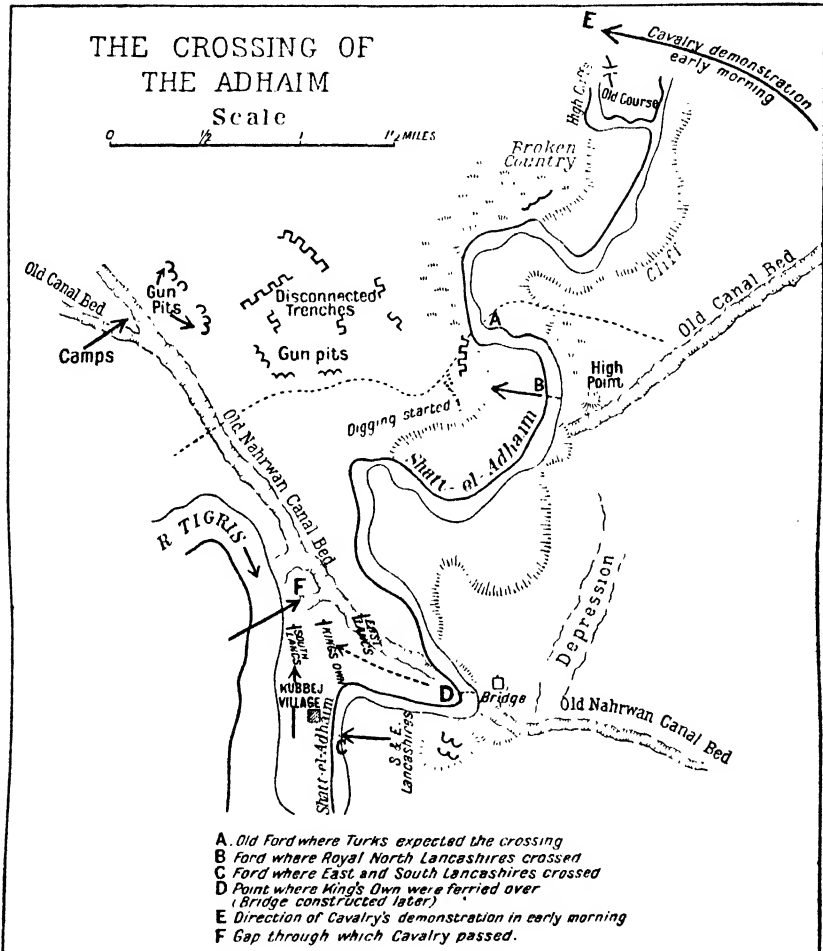 THE CROSSING OF
THE ADHAIM
Scale
0 1/2 1 1 1/2 MILES
E
Cavalry demonstration
early morning
High Cliffs
Old Course
Broken
Country
Cliff
Old Canal Bed
Gun
Pits
Camps
Disconnected
Trenches
Gun pits
A
Old Canal Bed
High
Point
B
Digging started
Shatt-el-Adhaim
Old Nahrwan Canal Bed
R TIGRIS
F
SOUTH
LANCS
KINGS OWN
EAST
LANCS
Depression
KUBBEJ
VILLAGE
D
Bridge
Old Nahrwan Canal Bed
Shatt-el-Adhaim
C
S & E
Lancashires
A. Old Ford where Turks expected the crossing
B Ford where Royal North Lancashires crossed
C Ford where East and South Lancashires crossed
D Point where King's Own were ferried over
(Bridge constructed later)
E Direction of Cavalry's demonstration in early morning
F Gap through which Cavalry passed.